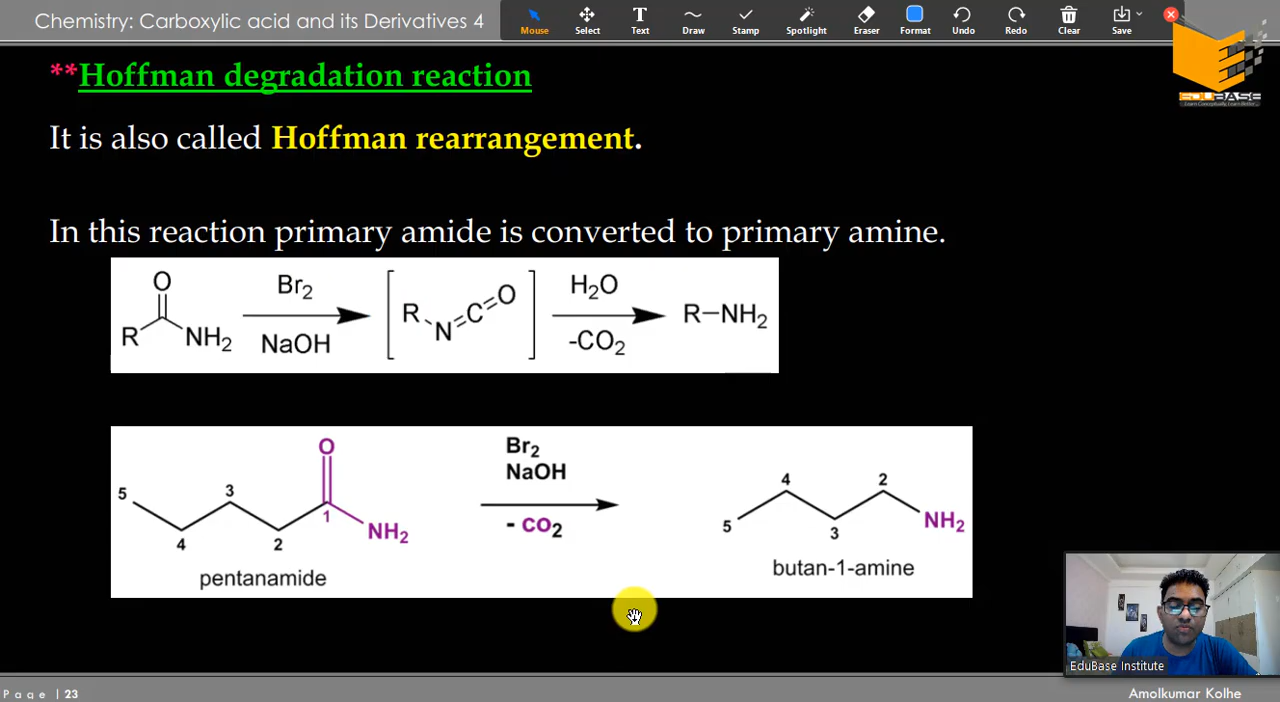 Chemistry: Carboxylic acid and its Derivatives 4
Mouse Select Text Draw Stamp Spotlight Eraser Format Undo Redo Clear Save
EDUBASE
**Hoffman degradation reaction
It is also called Hoffman rearrangement.
In this reaction primary amide is converted to primary amine.
O
R NH2
Br2
NaOH
R N=C=O
H2O
-CO2
R–NH2
O
5 4 3 2 1
NH2
pentanamide
Br2
NaOH
- CO2
5 4 3 2
NH2
butan-1-amine
EduBase Institute
Page | 23
Amolkumar Kolhe